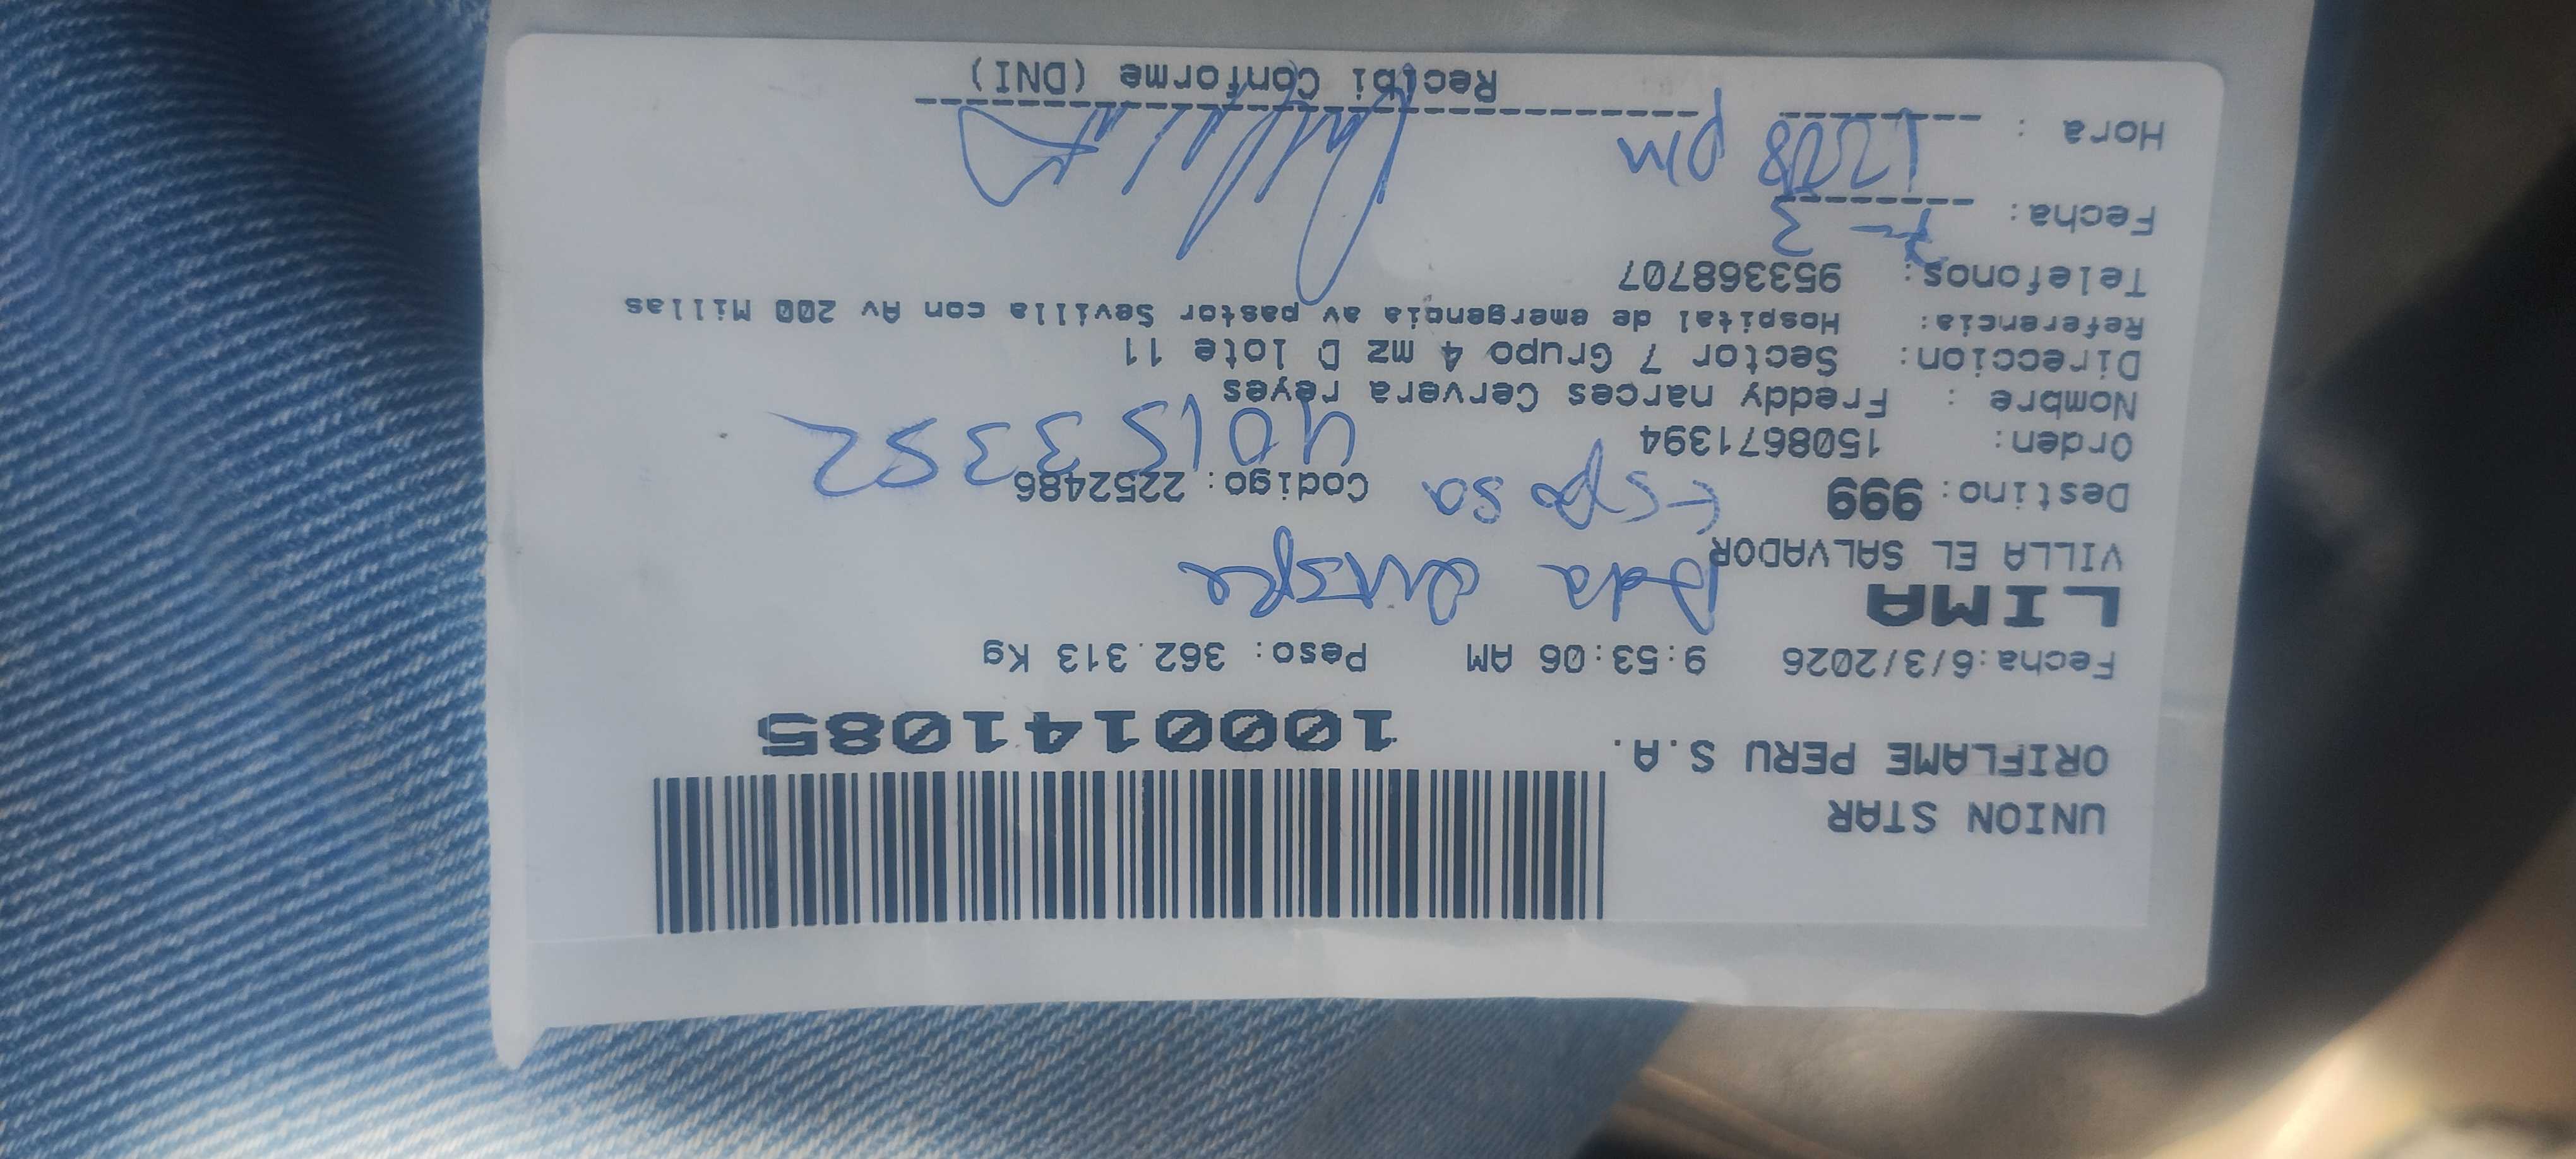 UNION STAR
ORIFLAME PERU S.A.
1000141085
Fecha:6/3/2026 9:53:06 AM Peso: 362.313 Kg
LIMA
VILLA EL SALVADOR
Destino: 999 Esposa Codigo: 2252486
Orden: 1508671394 40153352
Nombre : Freddy narces Cervera reyes
Direccion: Sector 7 Grupo 4 mz D lote 11
Referencia: Hospital de emergencia av pastor Sevilla con Av 200 Millas
Telefonos: 953368707
Fecha:
Hora : pm
Recibi Conforme (DNI)